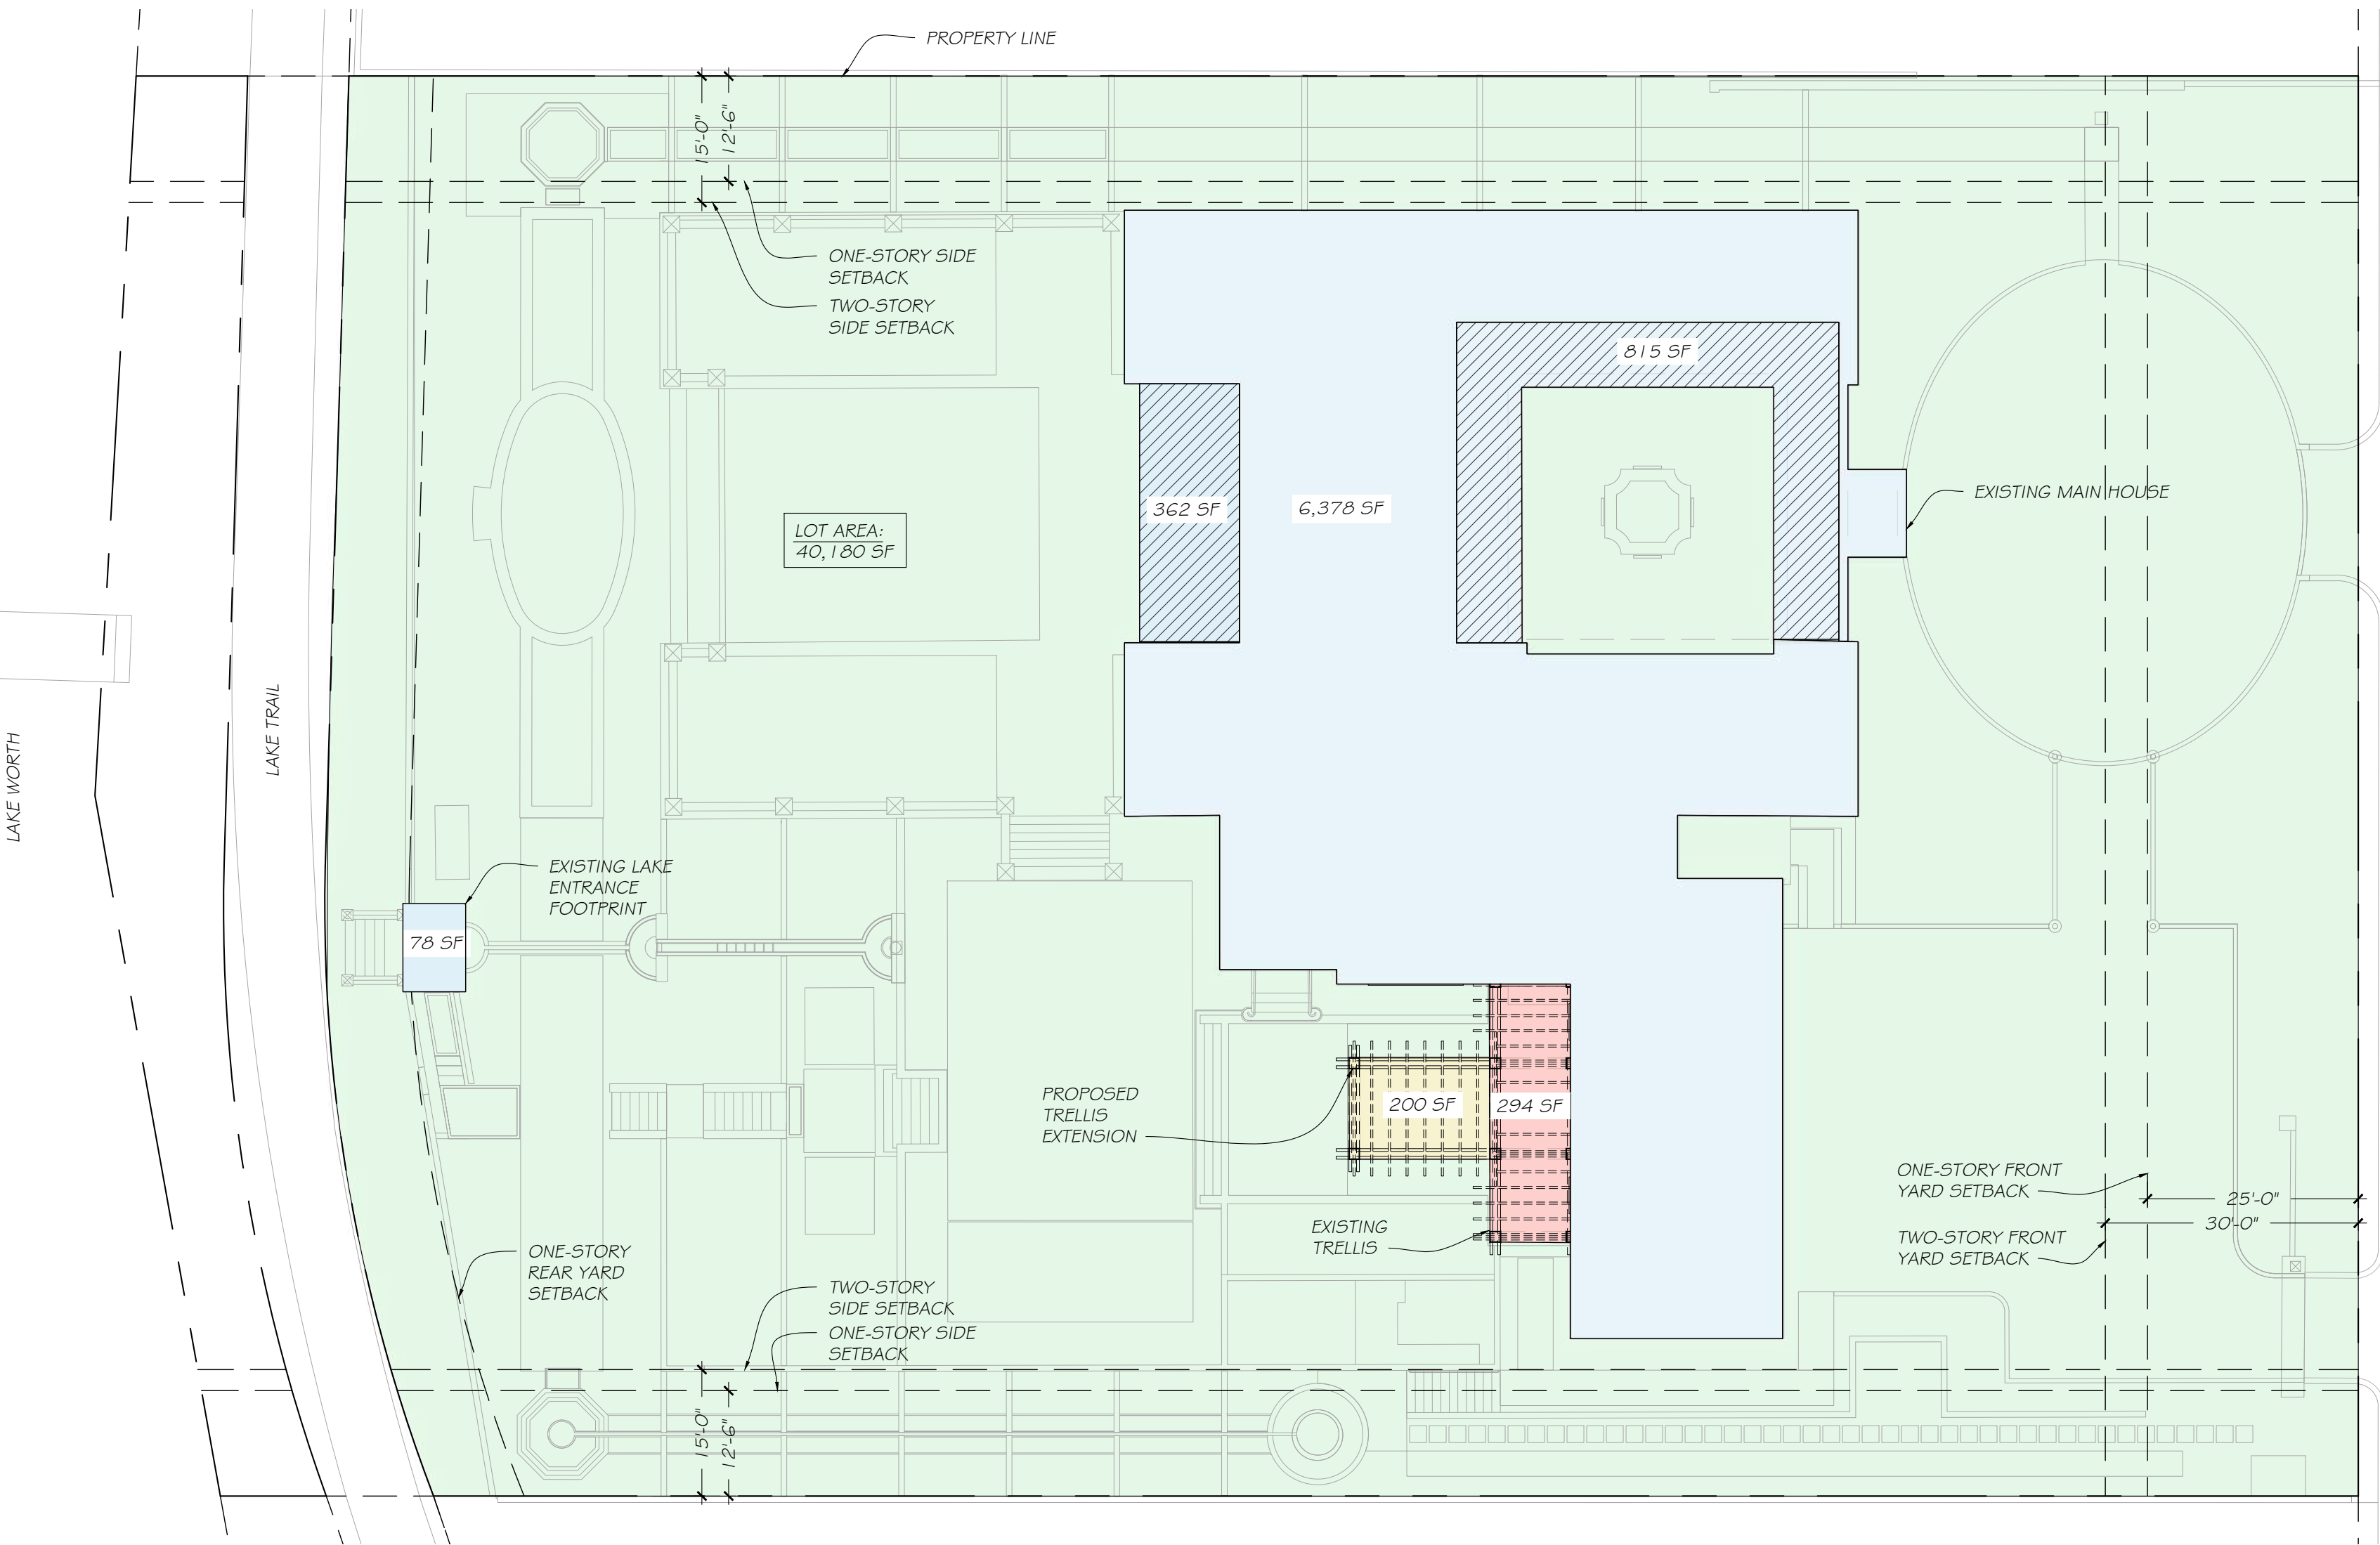 PROPERTY LINE
15'-0"
12'-6"
ONE-STORY SIDE
SETBACK
TWO-STORY
SIDE SETBACK
815 SF
362 SF
6,378 SF
EXISTING MAIN HOUSE
LOT AREA:
40,180 SF
LAKE TRAIL
LAKE WORTH
EXISTING LAKE
ENTRANCE
FOOTPRINT
78 SF
PROPOSED
TRELLIS
EXTENSION
200 SF
294 SF
ONE-STORY FRONT
YARD SETBACK
25'-0"
30'-0"
TWO-STORY FRONT
YARD SETBACK
EXISTING
TRELLIS
ONE-STORY
REAR YARD
SETBACK
TWO-STORY
SIDE SETBACK
ONE-STORY SIDE
SETBACK
15'-0"
12'-6"